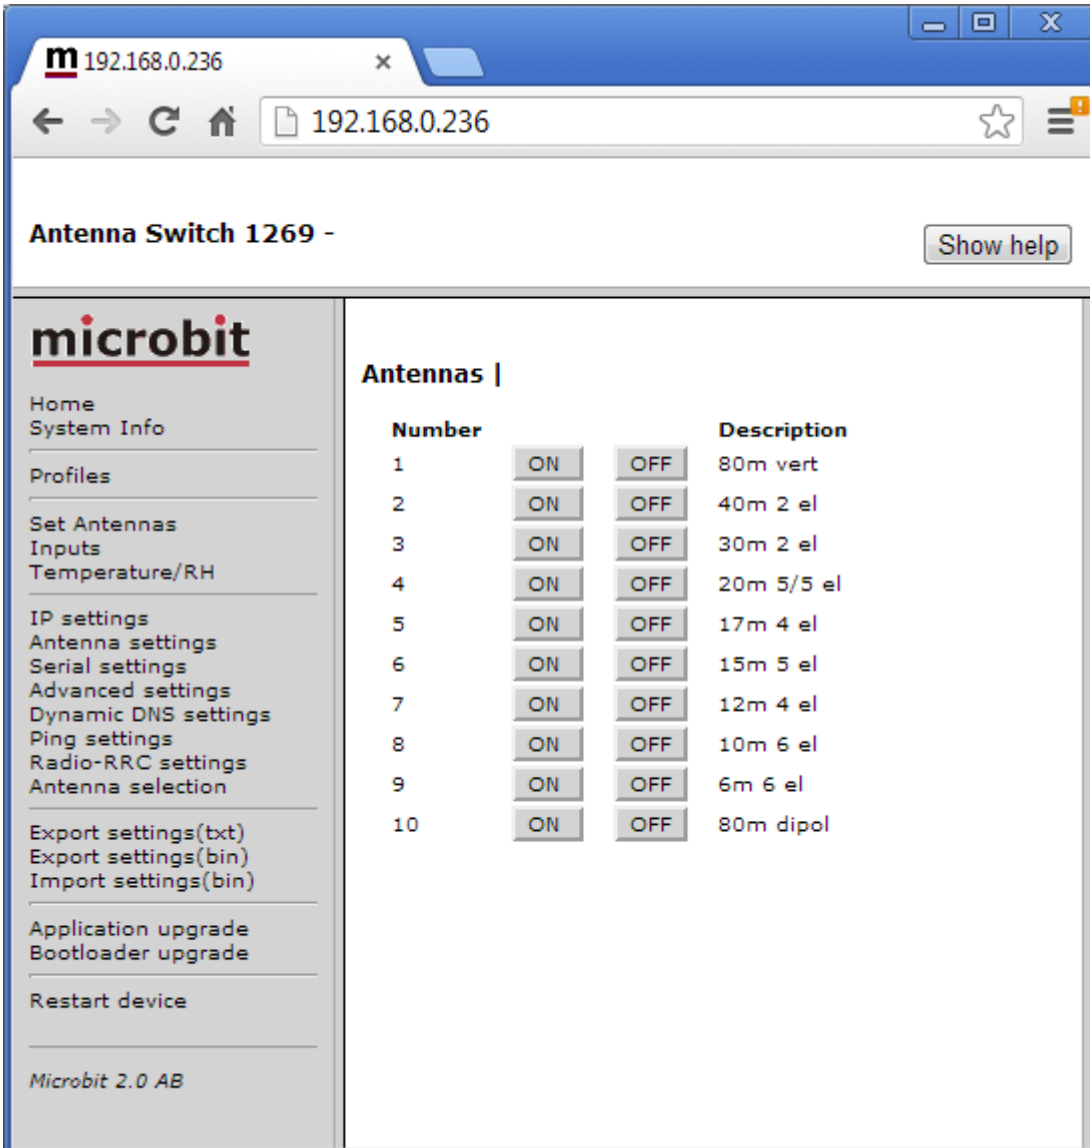 m 192.168.0.236
192.168.0.236
Antenna Switch 1269 -
Show help
microbit
Home
System Info
Profiles
Set Antennas
Inputs
Temperature/RH
IP settings
Antenna settings
Serial settings
Advanced settings
Dynamic DNS settings
Ping settings
Radio-RRC settings
Antenna selection
Export settings(txt)
Export settings(bin)
Import settings(bin)
Application upgrade
Bootloader upgrade
Restart device
Microbit 2.0 AB
Antennas |
Number Description
1 ON OFF 80m vert
2 ON OFF 40m 2 el
3 ON OFF 30m 2 el
4 ON OFF 20m 5/5 el
5 ON OFF 17m 4 el
6 ON OFF 15m 5 el
7 ON OFF 12m 4 el
8 ON OFF 10m 6 el
9 ON OFF 6m 6 el
10 ON OFF 80m dipol